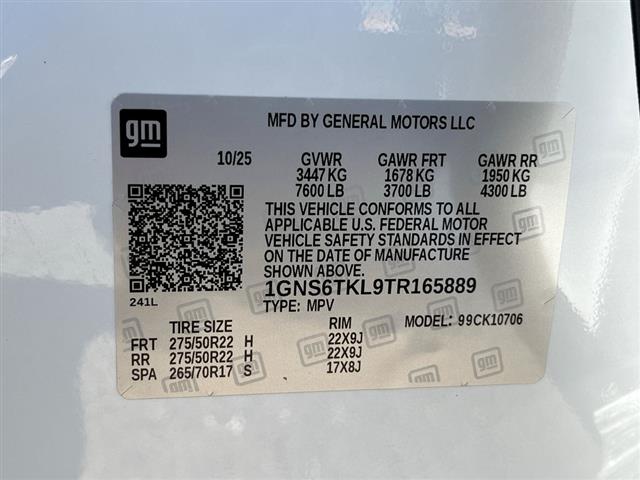 gm
MFD BY GENERAL MOTORS LLC
10/25 GVWR GAWR FRT GAWR RR
3447 KG 1678 KG 1950 KG
7600 LB 3700 LB 4300 LB
THIS VEHICLE CONFORMS TO ALL
APPLICABLE U.S. FEDERAL MOTOR
VEHICLE SAFETY STANDARDS IN EFFECT
ON THE DATE OF MANUFACTURE
SHOWN ABOVE.
241L
1GNS6TKL9TR165889
TYPE: MPV
TIRE SIZE RIM MODEL: 99CK10706
FRT 275/50R22 H 22X9J
RR 275/50R22 H 22X9J
SPA 265/70R17 S 17X8J